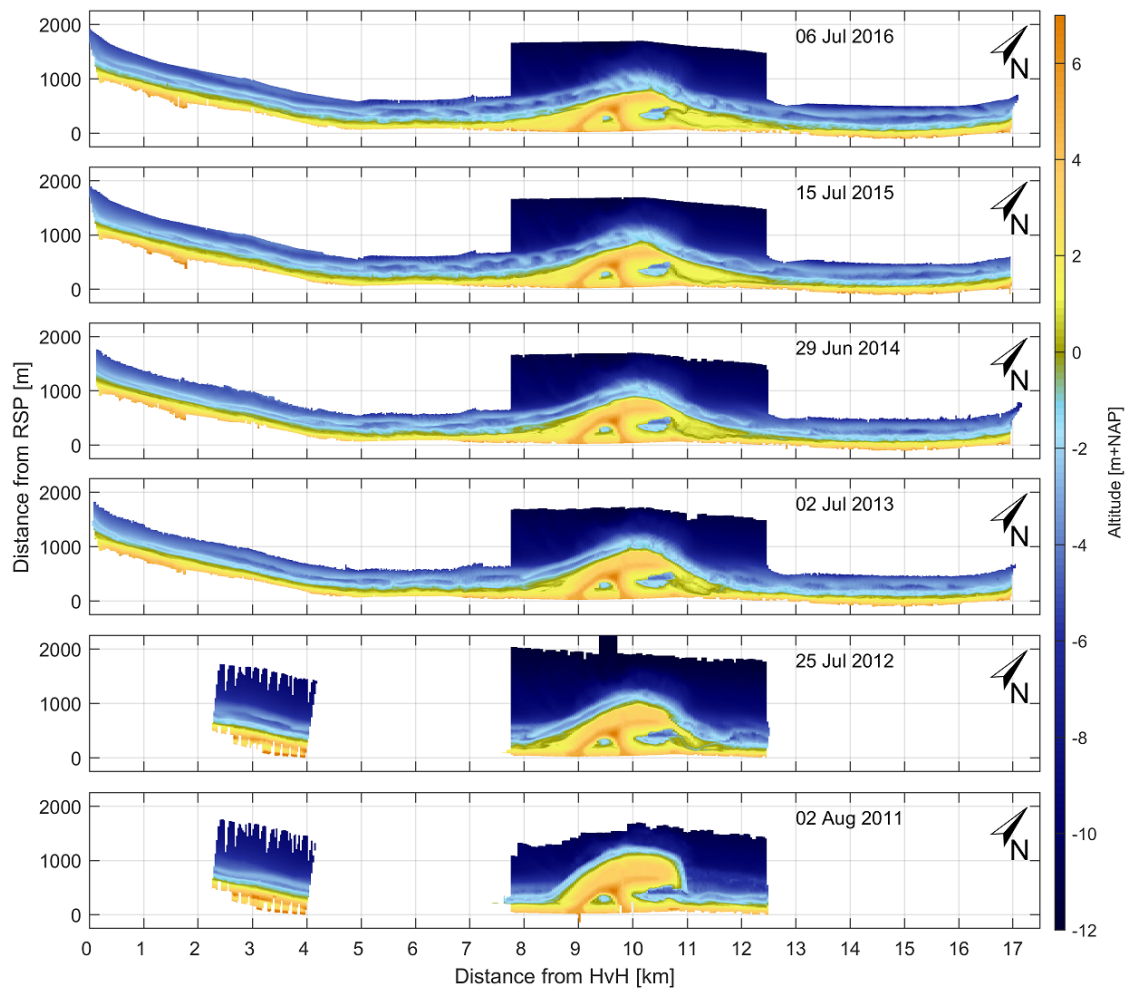 2000
06 Jul 2016
1000
0
N
2000
15 Jul 2015
1000
0
N
2000
29 Jun 2014
1000
0
N
2000
02 Jul 2013
1000
0
N
2000
25 Jul 2012
1000
0
N
2000
02 Aug 2011
1000
0
N
Distance from RSP [m]
0 1 2 3 4 5 6 7 8 9 10 11 12 13 14 15 16 17
Distance from HvH [km]
6
4
2
0
-2
-4
-6
-8
-10
-12
Altitude [m+NAP]